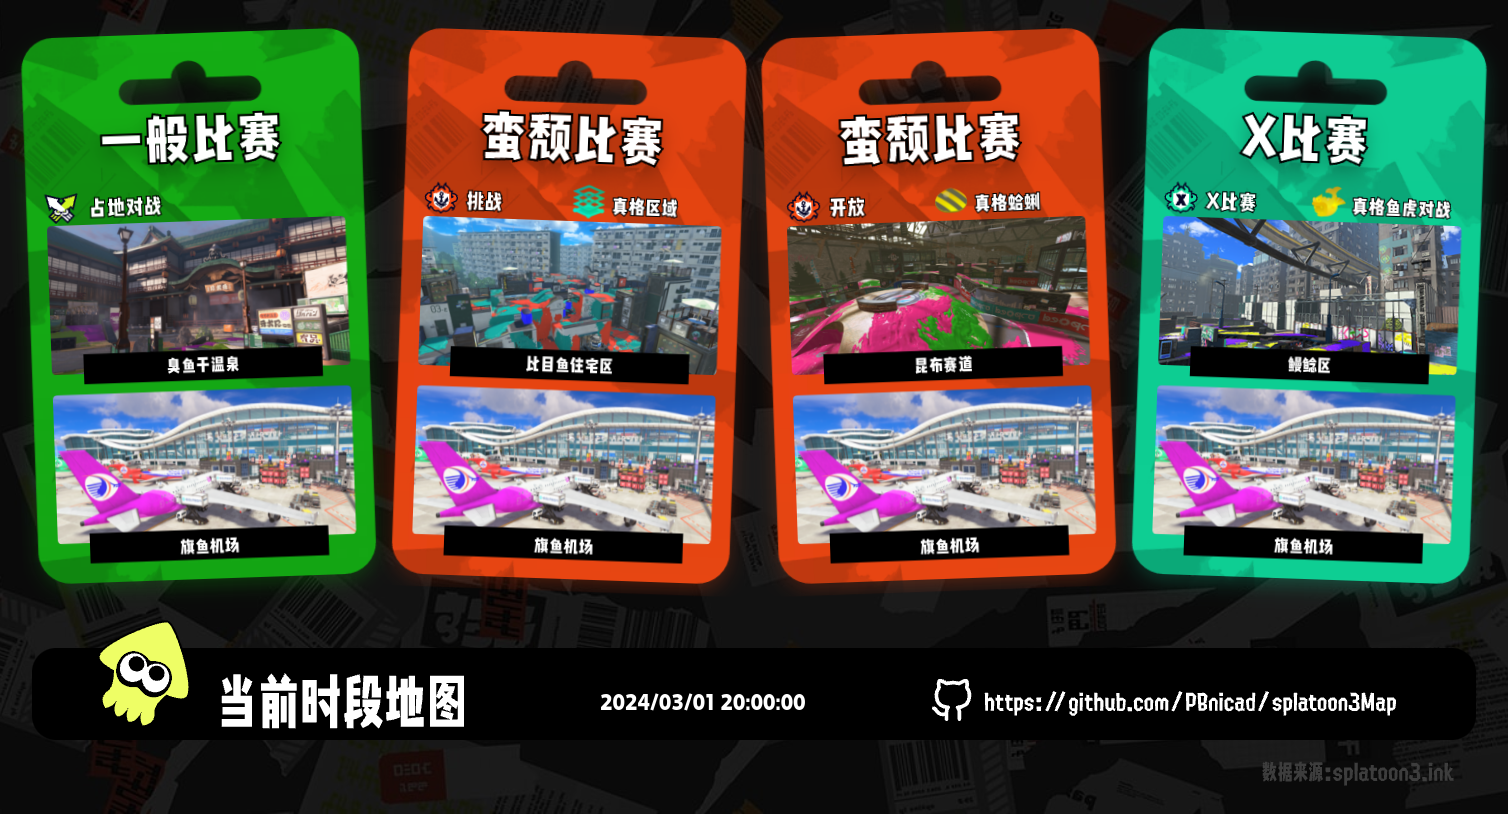 一般比赛
占地对战
臭鱼干温泉
旗鱼机场
蛮颓比赛
挑战
真格区域
比目鱼住宅区
旗鱼机场
蛮颓比赛
开放
真格蛤蜊
昆布赛道
旗鱼机场
X比赛
X比赛
真格鱼虎对战
鳗鲶区
旗鱼机场
当前时段地图
2024/03/01 20:00:00
https://github.com/PBnicad/splatoon3Map
数据来源:splatoon3.ink